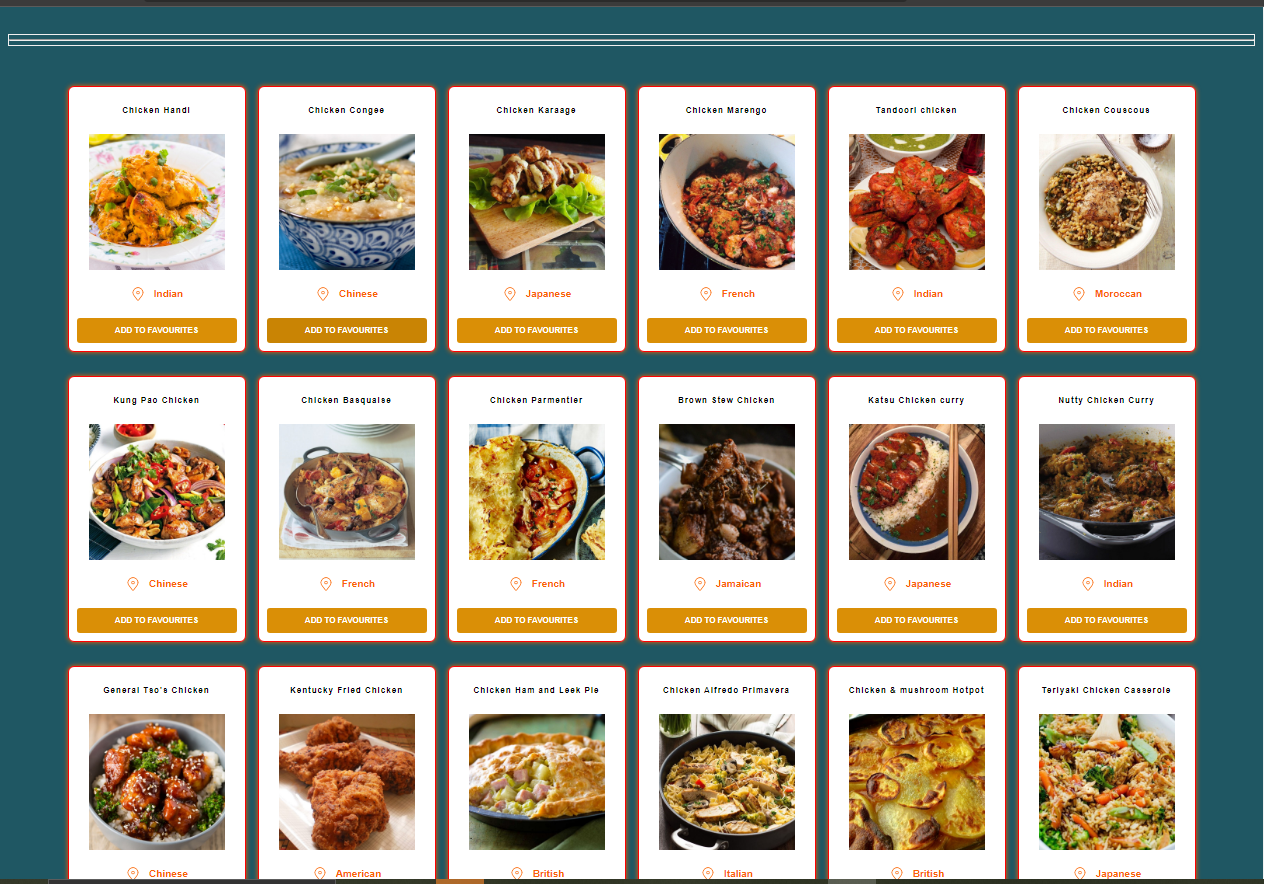 Chicken Handi
Chicken Congee
Chicken Karaage
Chicken Marengo
Tandoori chicken
Chicken Couscous
Indian
Chinese
Japanese
French
Indian
Moroccan
ADD TO FAVOURITES
ADD TO FAVOURITES
ADD TO FAVOURITES
ADD TO FAVOURITES
ADD TO FAVOURITES
ADD TO FAVOURITES
Kung Pao Chicken
Chicken Basquaise
Chicken Parmentier
Brown Stew Chicken
Katsu Chicken curry
Nutty Chicken Curry
Chinese
French
French
Jamaican
Japanese
Indian
ADD TO FAVOURITES
ADD TO FAVOURITES
ADD TO FAVOURITES
ADD TO FAVOURITES
ADD TO FAVOURITES
ADD TO FAVOURITES
General Tso's Chicken
Kentucky Fried Chicken
Chicken Ham and Leek Pie
Chicken Alfredo Primavera
Chicken & mushroom Hotpot
Teriyaki Chicken Casserole
Chinese
American
British
Italian
British
Japanese